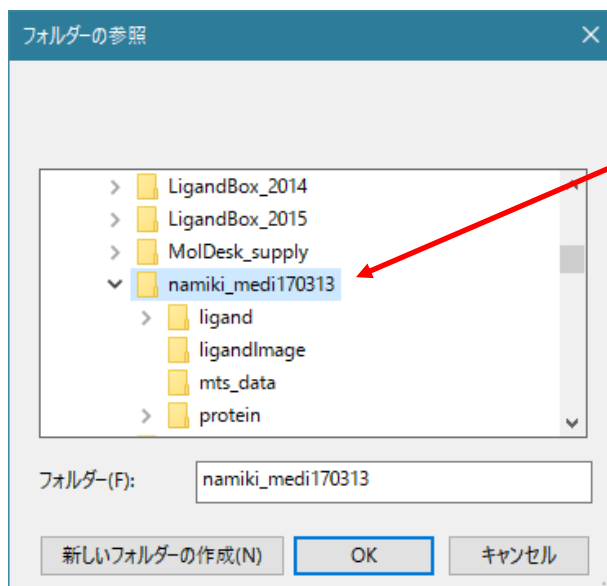 フォルダーの参照
LigandBox_2014
LigandBox_2015
MolDesk_supply
namiki_medi170313
ligand
ligandImage
mts_data
protein
フォルダー(F):
namiki_medi170313
新しいフォルダーの作成(N)
OK
キャンセル